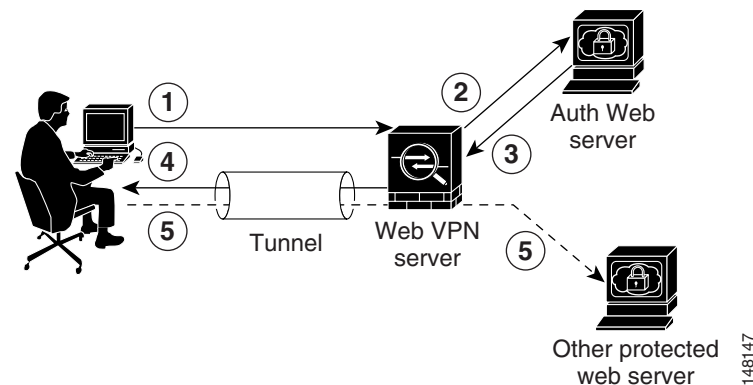 1
2
Auth Web
server
3
4
5
Tunnel
Web VPN
server
5
Other protected
web server
148147